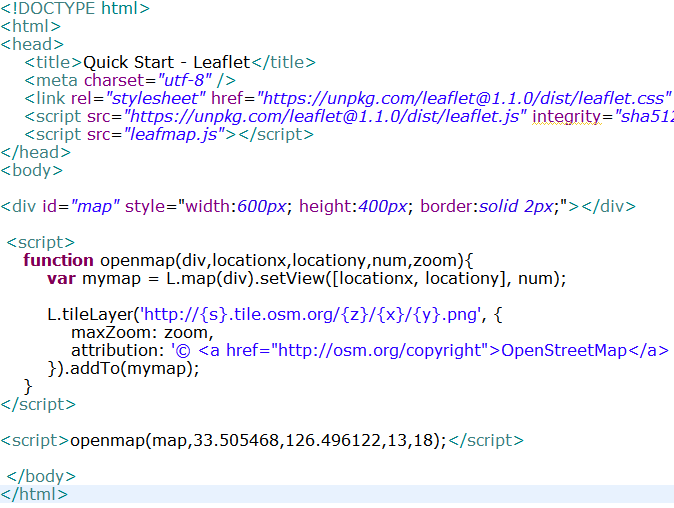 <!DOCTYPE html>
<html>
<head>
<title>Quick Start - Leaflet</title>
<meta charset="utf-8" />
<link rel="stylesheet" href="https://unpkg.com/leaflet@1.1.0/dist/leaflet.css"
<script src="https://unpkg.com/leaflet@1.1.0/dist/leaflet.js" integrity="sha512
<script src="leafmap.js"></script>
</head>
<body>
<div id="map" style="width:600px; height:400px; border:solid 2px;"></div>
<script>
function openmap(div,locationx,locationy,num,zoom){
var mymap = L.map(div).setView([locationx, locationy], num);
L.tileLayer('http://{s}.tile.osm.org/{z}/{x}/{y}.png', {
maxZoom: zoom,
attribution: '© <a href="http://osm.org/copyright">OpenStreetMap</a>
}).addTo(mymap);
}
</script>
<script>openmap(map,33.505468,126.496122,13,18);</script>
</body>
</html>